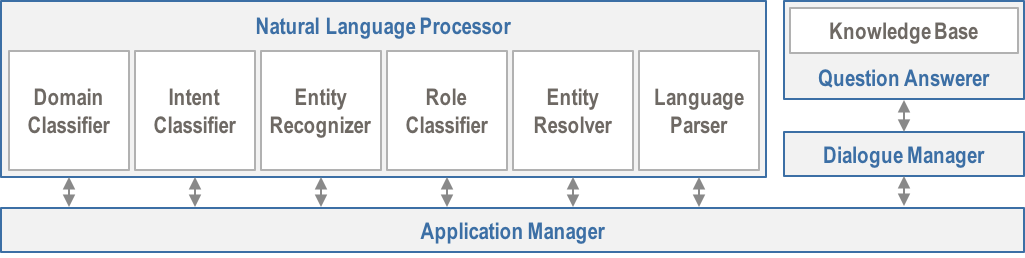 Natural Language Processor
Domain
Classifier
Intent
Classifier
Entity
Recognizer
Role
Classifier
Entity
Resolver
Language
Parser
Knowledge Base
Question Answerer
Dialogue Manager
Application Manager